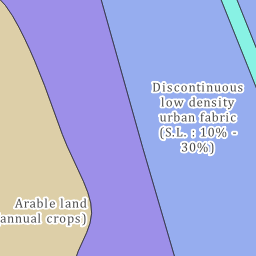 Discontinuous
low density
urban fabric
(S.L. : 10% -
30%)
Arable land
annual crops)